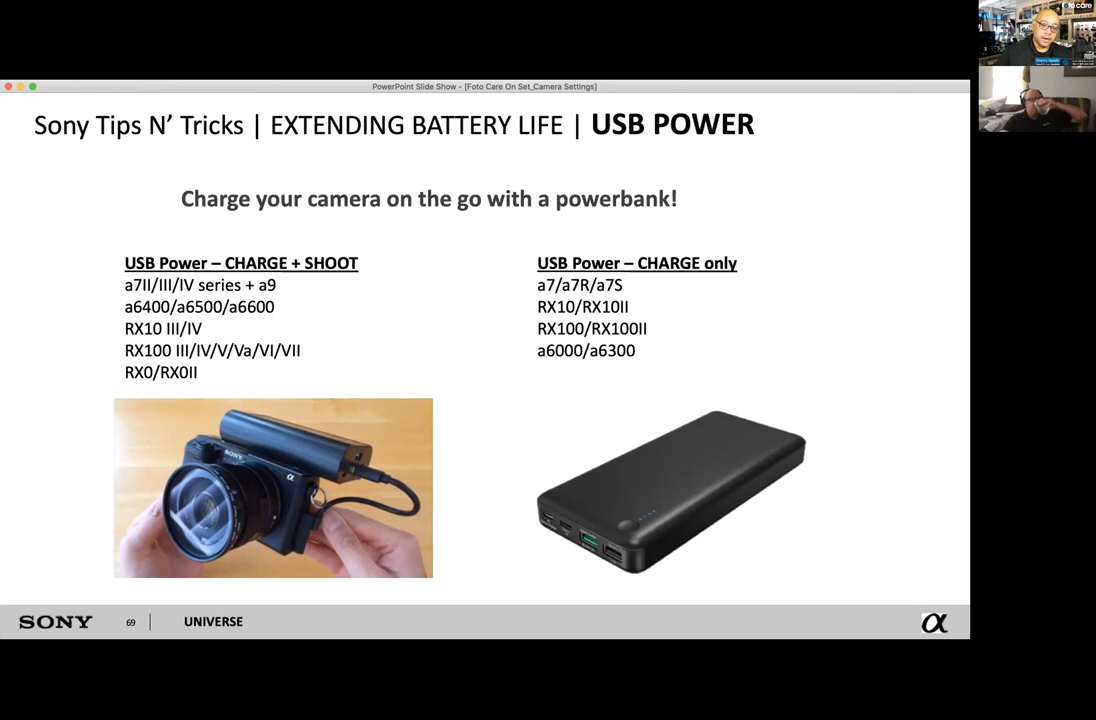 to care
PowerPoint Slide Show - [Foto Care On Set_Camera Settings]
Sony Tips N’ Tricks | EXTENDING BATTERY LIFE | USB POWER
Charge your camera on the go with a powerbank!
USB Power – CHARGE + SHOOT
a7II/III/IV series + a9
a6400/a6500/a6600
RX10 III/IV
RX100 III/IV/V/Va/VI/VII
RX0/RX0II
USB Power – CHARGE only
a7/a7R/a7S
RX10/RX10II
RX100/RX100II
a6000/a6300
SONY
α
SONY
69
UNIVERSE
α